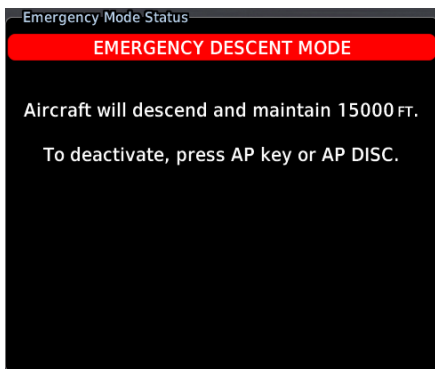 Emergency Mode Status
EMERGENCY DESCENT MODE
Aircraft will descend and maintain 15000 FT.
To deactivate, press AP key or AP DISC.